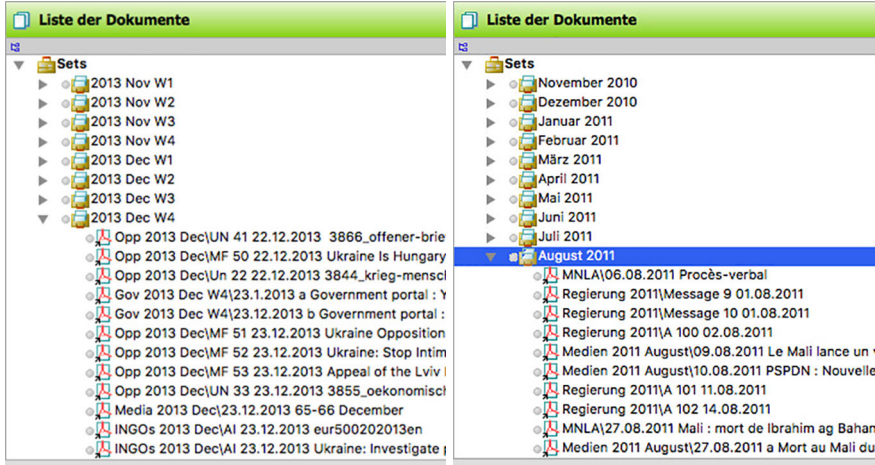 Liste der Dokumente
Sets
2013 Nov W1
2013 Nov W2
2013 Nov W3
2013 Nov W4
2013 Dec W1
2013 Dec W2
2013 Dec W3
2013 Dec W4
Opp 2013 Dec\UN 41 22.12.2013 3866_offener-brie
Opp 2013 Dec\MF 50 22.12.2013 Ukraine Is Hungary
Opp 2013 Dec\Un 22 22.12.2013 3844_krieg-mensch
Gov 2013 Dec W4\23.1.2013 a Government portal : Y
Gov 2013 Dec W4\23.12.2013 b Government portal :
Opp 2013 Dec\MF 51 23.12.2013 Ukraine Opposition
Opp 2013 Dec\MF 52 23.12.2013 Ukraine: Stop Intim
Opp 2013 Dec\MF 53 23.12.2013 Appeal of the Lviv
Opp 2013 Dec\UN 33 23.12.2013 3855_oekonomisch
Media 2013 Dec\23.12.2013 65-66 December
INGOs 2013 Dec\AI 23.12.2013 eur500202013en
INGOs 2013 Dec\AI 23.12.2013 Ukraine: Investigate
Liste der Dokumente
Sets
November 2010
Dezember 2010
Januar 2011
Februar 2011
März 2011
April 2011
Mai 2011
Juni 2011
Juli 2011
August 2011
MNLA\06.08.2011 Procès-verbal
Regierung 2011\Message 9 01.08.2011
Regierung 2011\Message 10 01.08.2011
Regierung 2011\A 100 02.08.2011
Medien 2011 August\09.08.2011 Le Mali lance un
Medien 2011 August\10.08.2011 PSPDN : Nouvelle
Regierung 2011\A 101 11.08.2011
Regierung 2011\A 102 14.08.2011
MNLA\27.08.2011 Mali : mort de Ibrahim ag Bahan
Medien 2011 August\27.08.2011 a Mort au Mali du